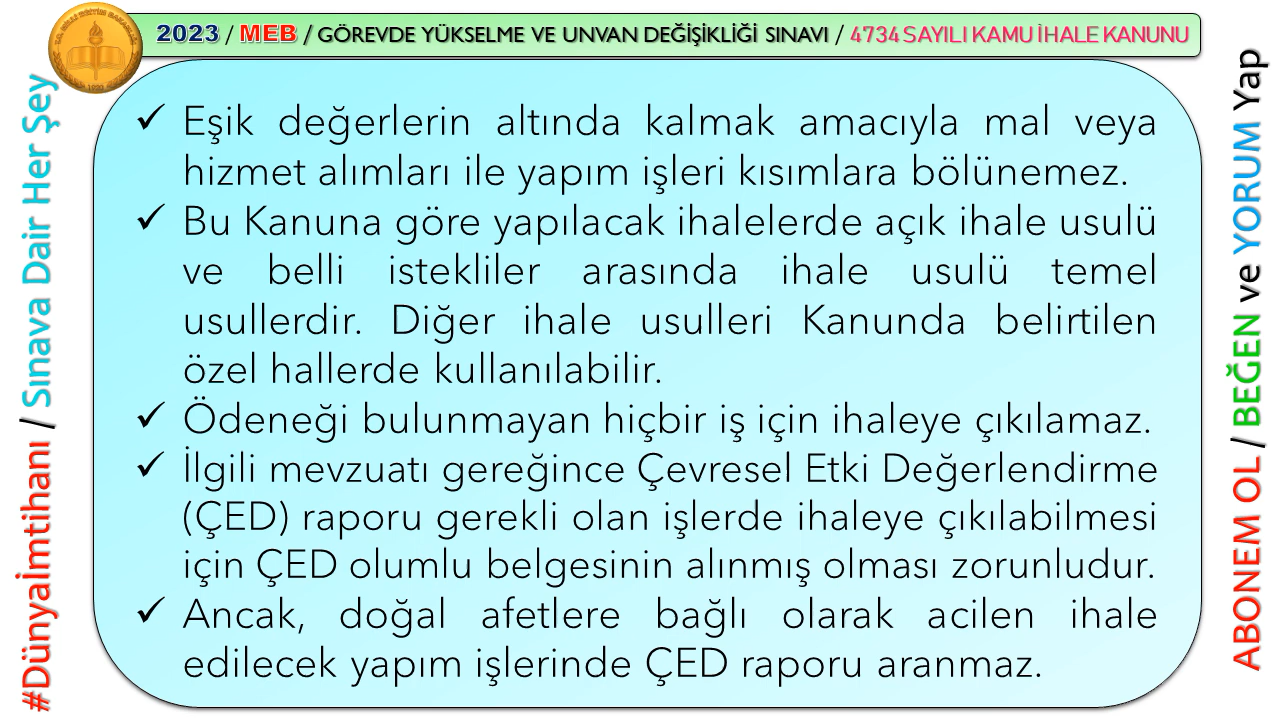 2023 / MEB / GÖREVDE YÜKSELME VE UNVAN DEĞİŞİKLİĞİ SINAVI / 4734 SAYILI KAMU İHALE KANUNU
#Dünyaİmtihanı / Sınava Dair Her Şey
✓ Eşik değerlerin altında kalmak amacıyla mal veya
hizmet alımları ile yapım işleri kısımlara bölünemez.
✓ Bu Kanuna göre yapılacak ihalelerde açık ihale usulü
ve belli istekliler arasında ihale usulü temel
usullerdir. Diğer ihale usulleri Kanunda belirtilen
özel hallerde kullanılabilir.
✓ Ödeneği bulunmayan hiçbir iş için ihaleye çıkılamaz.
✓ İlgili mevzuatı gereğince Çevresel Etki Değerlendirme
(ÇED) raporu gerekli olan işlerde ihaleye çıkılabilmesi
için ÇED olumlu belgesinin alınmış olması zorunludur.
✓ Ancak, doğal afetlere bağlı olarak acilen ihale
edilecek yapım işlerinde ÇED raporu aranmaz.
ABONEM OL / BEĞEN ve YORUM Yap